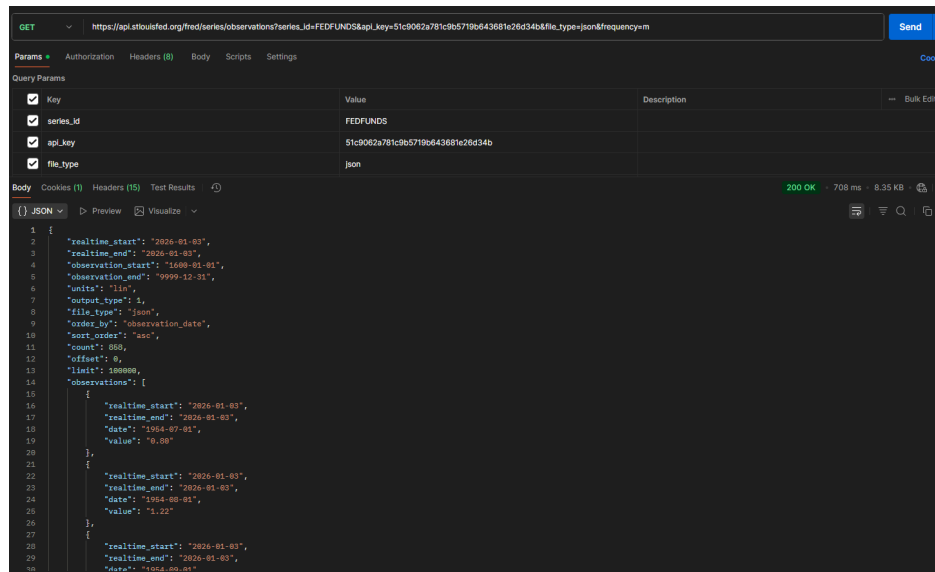 GET https://api.stlouisfed.org/fred/series/observations?series_id=FEDFUNDS&api_key=51c9062a781c9b5719b643681e26d34b&file_type=json&frequency=m Send
Params Authorization Headers (8) Body Scripts Settings Coo
Query Params
Key Value Description Bulk Edit
series_id FEDFUNDS
api_key 51c9062a781c9b5719b643681e26d34b
file_type json
Body Cookies (1) Headers (15) Test Results 200 OK 708 ms 8.35 KB
{} JSON Preview Visualize
1 {
2 "realtime_start": "2026-01-03",
3 "realtime_end": "2026-01-03",
4 "observation_start": "1600-01-01",
5 "observation_end": "9999-12-31",
6 "units": "lin",
7 "output_type": 1,
8 "file_type": "json",
9 "order_by": "observation_date",
10 "sort_order": "asc",
11 "count": 858,
12 "offset": 0,
13 "limit": 100000,
14 "observations": [
15 {
16 "realtime_start": "2026-01-03",
17 "realtime_end": "2026-01-03",
18 "date": "1954-07-01",
19 "value": "0.80"
20 },
21 {
22 "realtime_start": "2026-01-03",
23 "realtime_end": "2026-01-03",
24 "date": "1954-08-01",
25 "value": "1.22"
26 },
27 {
28 "realtime_start": "2026-01-03",
29 "realtime_end": "2026-01-03",
30 "date": "1954-09-01"